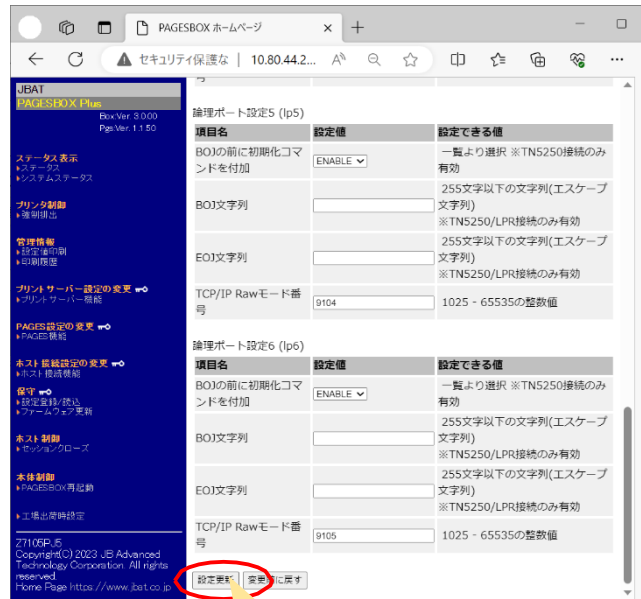 PAGESBOX ホームページ
セキュリティ保護な | 10.80.44.2...
JBAT
PAGESBOX Plus
Box:Ver. 3.0.00
Pgs:Ver. 1.1.50
ステータス表示
ステータス
システムステータス
プリンタ制御
強制排出
管理情報
設定値印刷
印刷履歴
プリントサーバー設定の変更
プリントサーバー機能
PAGES設定の変更
PAGES機能
ホスト接続設定の変更
ホスト接続機能
保守
設定登録/読込
ファームウェア更新
ホスト制御
セッションクローズ
本体制御
PAGESBOX再起動
工場出荷時設定
Z7105PJ5
Copyright(C) 2023 JB Advanced
Technology Corporation. All rights
reserved.
Home Page https://www.jbat.co.jp
号
論理ポート設定5 (lp5)
項目名 設定値 設定できる値
BOJの前に初期化コマンドを付加 ENABLE 一覧より選択 ※TN5250接続のみ有効
BOJ文字列 255文字以下の文字列(エスケープ文字列)
※TN5250/LPR接続のみ有効
EOJ文字列 255文字以下の文字列(エスケープ文字列)
※TN5250/LPR接続のみ有効
TCP/IP Rawモード番号 9104 1025 - 65535の整数値
論理ポート設定6 (lp6)
項目名 設定値 設定できる値
BOJの前に初期化コマンドを付加 ENABLE 一覧より選択 ※TN5250接続のみ有効
BOJ文字列 255文字以下の文字列(エスケープ文字列)
※TN5250/LPR接続のみ有効
EOJ文字列 255文字以下の文字列(エスケープ文字列)
※TN5250/LPR接続のみ有効
TCP/IP Rawモード番号 9105 1025 - 65535の整数値
設定更新 変更前に戻す